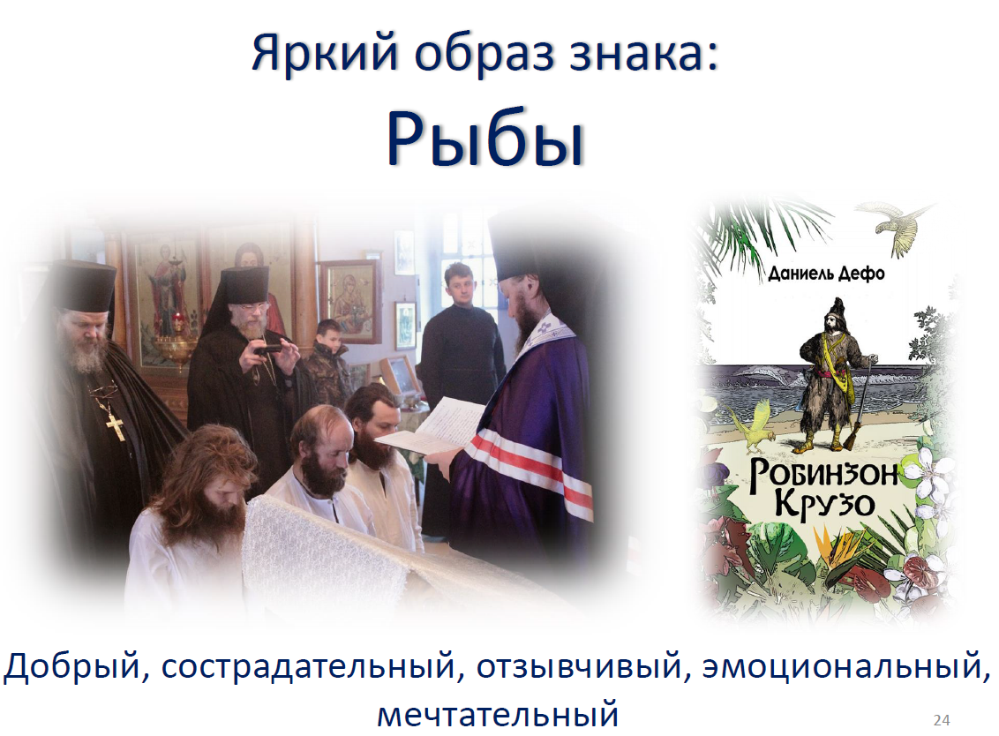 Яркий образ знака:
Рыбы
Даниель Дефо
Робинзон
Крузо
Добрый, сострадательный, отзывчивый, эмоциональный,
мечтательный
24